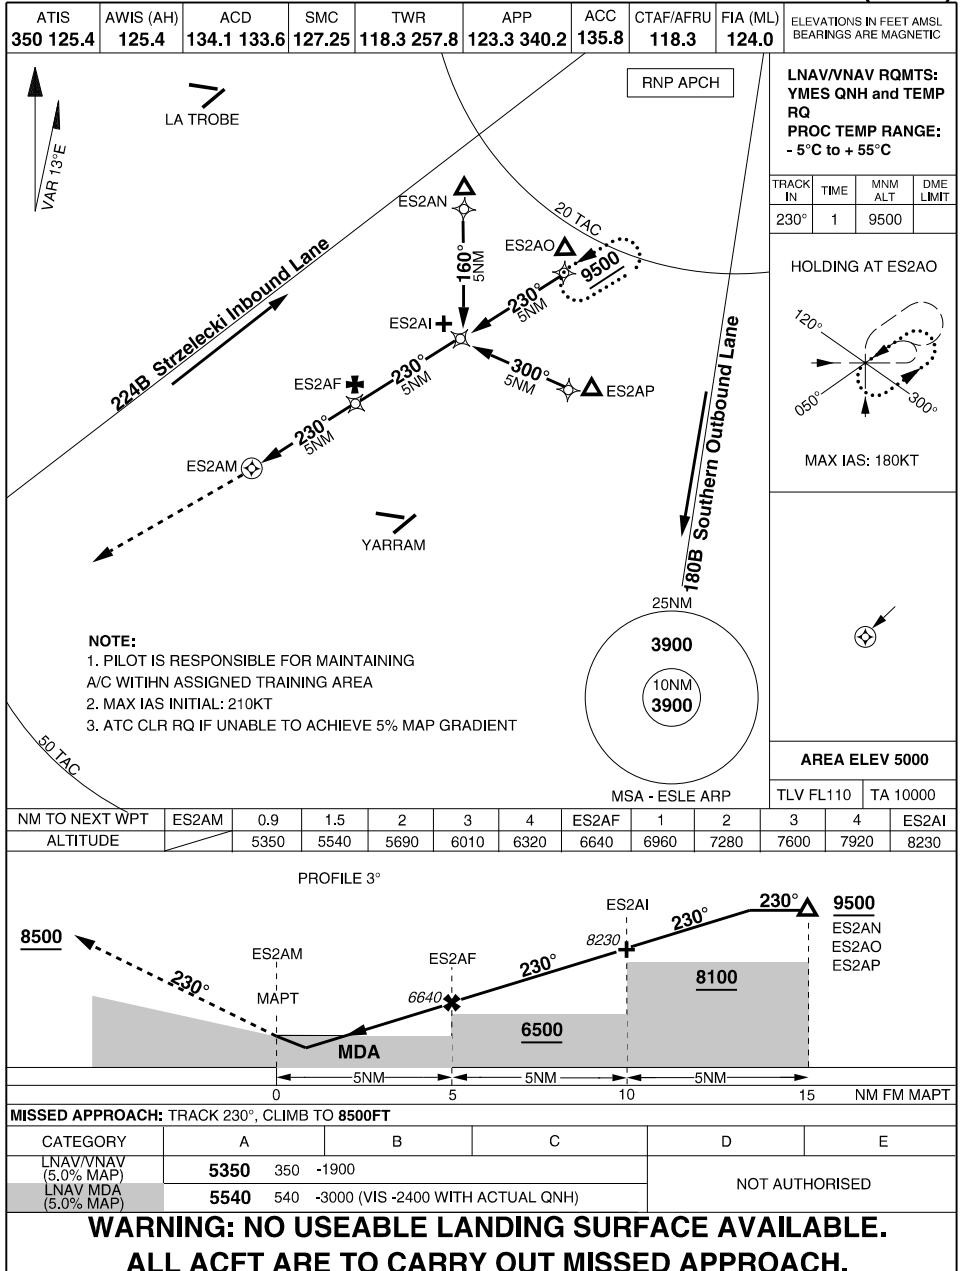 ATIS AWIS (AH) ACD SMC TWR APP ACC CTAF/AFRU FIA (ML) ELEVATIONS IN FEET AMSL
350 125.4 125.4 134.1 133.6 127.25 118.3 257.8 123.3 340.2 135.8 118.3 124.0 BEARINGS ARE MAGNETIC
RNP APCH
LNAV/VNAV RQMTS:
YMES QNH and TEMP
RQ
PROC TEMP RANGE:
- 5°C to + 55°C
LA TROBE
VAR 13°E
TRACK IN TIME MNM ALT DME LIMIT
230° 1 9500
ES2AN
20 TAC
ES2AO
9500
160°
5NM
230°
5NM
HOLDING AT ES2AO
120°
050°
300°
MAX IAS: 180KT
224B Strzelecki Inbound Lane
ES2AI
230°
5NM
300°
5NM
ES2AF
ES2AP
230°
5NM
ES2AM
180B Southern Outbound Lane
YARRAM
25NM
3900
10NM
3900
MSA - ESLE ARP
NOTE:
1. PILOT IS RESPONSIBLE FOR MAINTAINING
A/C WITIHN ASSIGNED TRAINING AREA
2. MAX IAS INITIAL: 210KT
3. ATC CLR RQ IF UNABLE TO ACHIEVE 5% MAP GRADIENT
50 TAC
AREA ELEV 5000
TLV FL110 TA 10000
NM TO NEXT WPT ES2AM 0.9 1.5 2 3 4 ES2AF 1 2 3 4 ES2AI
ALTITUDE 5350 5540 5690 6010 6320 6640 6960 7280 7600 7920 8230
PROFILE 3°
8500
230°
ES2AM
MAPT
ES2AF
6640
230°
ES2AI
8230
230°
230°
9500
ES2AN
ES2AO
ES2AP
8100
6500
MDA
5NM 5NM 5NM
0 5 10 15 NM FM MAPT
MISSED APPROACH: TRACK 230°, CLIMB TO 8500FT
CATEGORY A B C D E
LNAV/VNAV
(5.0% MAP) 5350 350 -1900
LNAV MDA
(5.0% MAP) 5540 540 -3000 (VIS -2400 WITH ACTUAL QNH)
NOT AUTHORISED
WARNING: NO USEABLE LANDING SURFACE AVAILABLE.
ALL ACFT ARE TO CARRY OUT MISSED APPROACH.